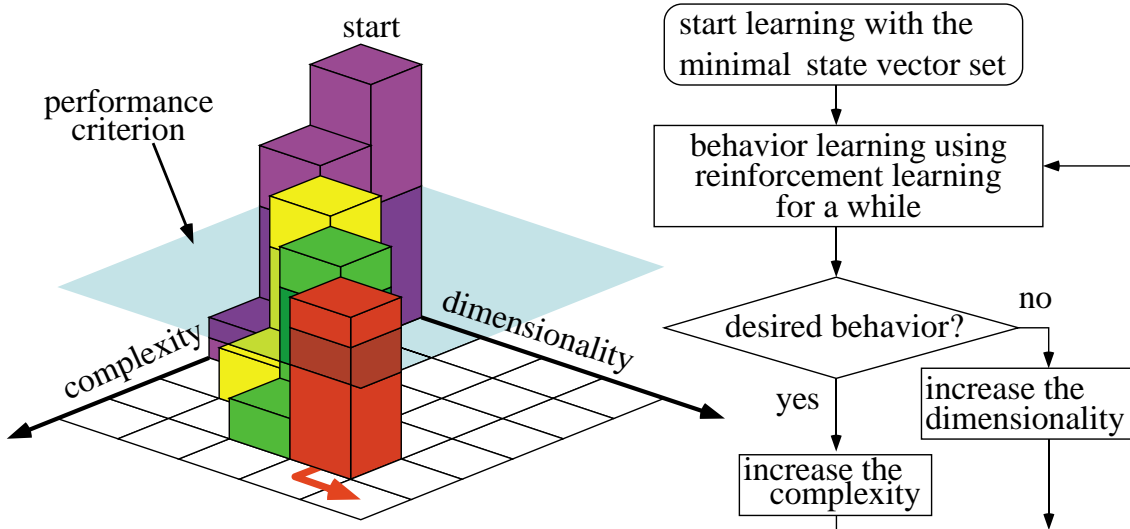 start
performance
criterion
complexity
dimensionality
start learning with the
minimal state vector set
behavior learning using
reinforcement learning
for a while
desired behavior?
no
yes
increase the
dimensionality
increase the
complexity